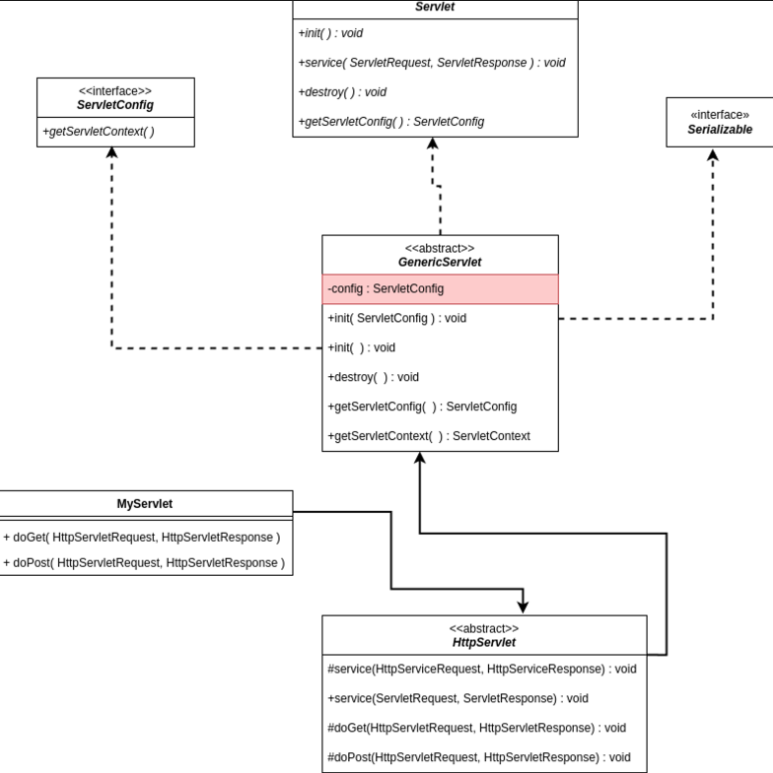 Servlet
+init( ) : void
+service( ServletRequest, ServletResponse ) : void
+destroy( ) : void
+getServletConfig( ) : ServletConfig
<<interface>>
ServletConfig
+getServletContext( )
«interface»
Serializable
<<abstract>>
GenericServlet
-config : ServletConfig
+init( ServletConfig ) : void
+init(  ) : void
+destroy(  ) : void
+getServletConfig(  ) : ServletConfig
+getServletContext(  ) : ServletContext
MyServlet
+ doGet( HttpServletRequest, HttpServletResponse )
+ doPost( HttpServletRequest, HttpServletResponse )
<<abstract>>
HttpServlet
#service(HttpServiceRequest, HttpServiceResponse) : void
+service(ServletRequest, ServletResponse) : void
#doGet(HttpServletRequest, HttpServletResponse) : void
#doPost(HttpServletRequest, HttpServletResponse) : void